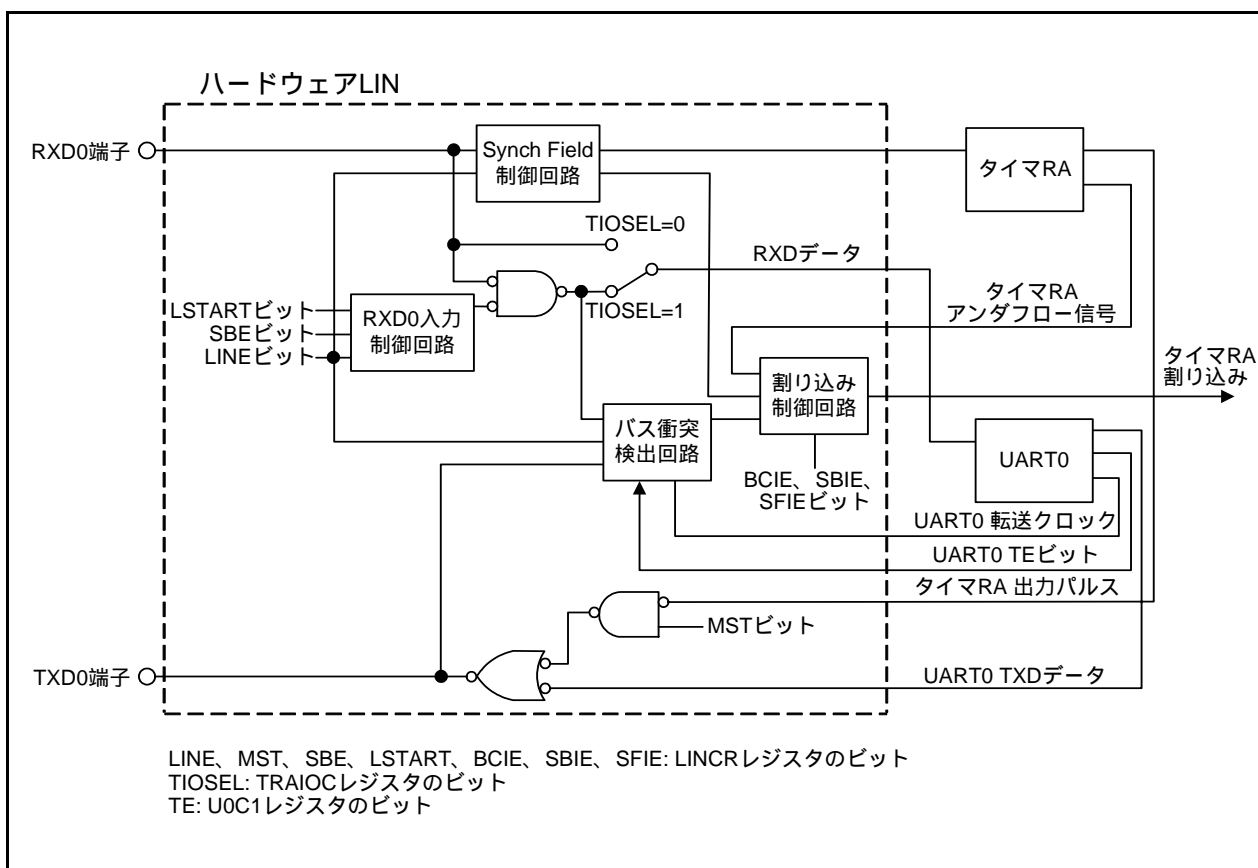 ハードウェアLIN
RXD0端子
Synch Field
制御回路
タイマRA
TIOSEL=0
RXDデータ
TIOSEL=1
LSTARTビット
SBEビット
LINEビット
RXD0入力
制御回路
タイマRA
アンダフロー信号
割り込み
制御回路
タイマRA
割り込み
バス衝突
検出回路
BCIE、SBIE、
SFIEビット
UART0
UART0 転送クロック
UART0 TEビット
タイマRA 出力パルス
MSTビット
TXD0端子
UART0 TXDデータ
LINE、MST、SBE、LSTART、BCIE、SBIE、SFIE: LINCRレジスタのビット
TIOSEL: TRAIOCレジスタのビット
TE: U0C1レジスタのビット